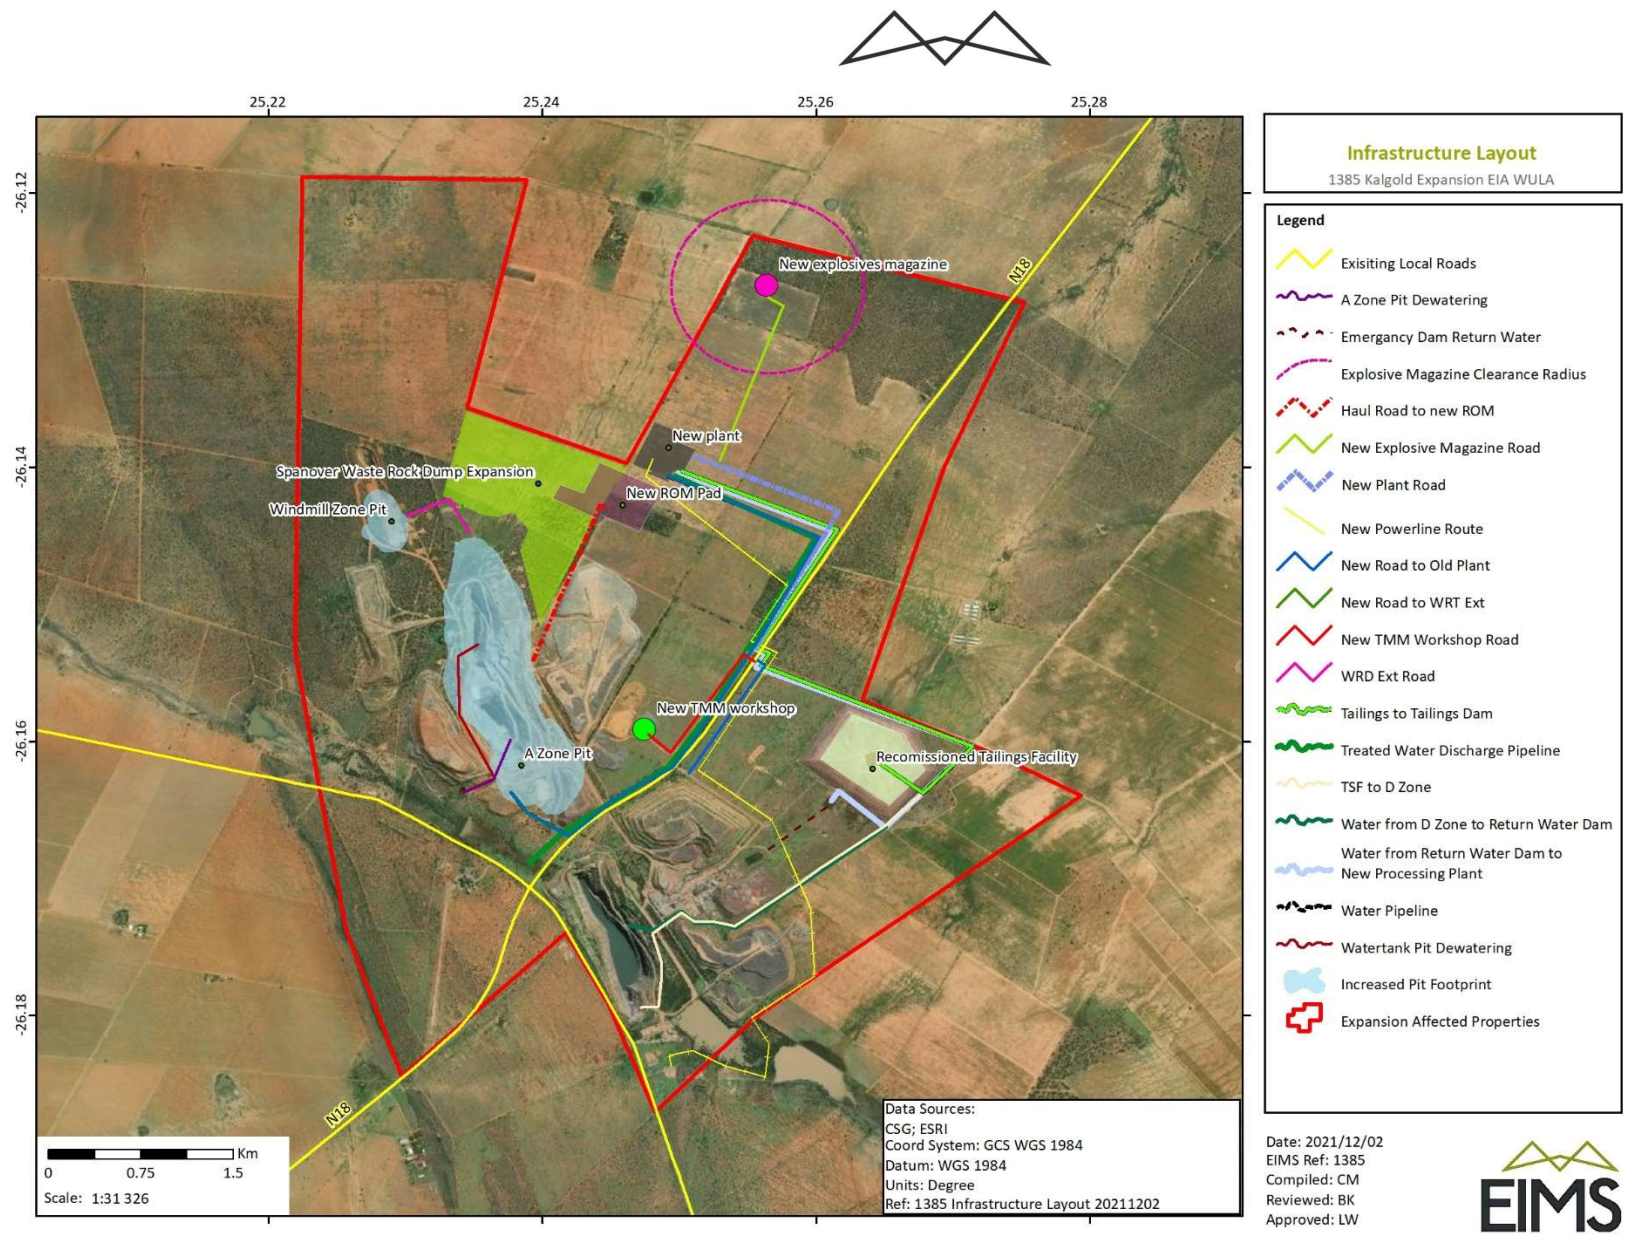 25.22
25.24
25.26
25.28
-26.12
-26.14
-26.16
-26.18
N18
New explosives magazine
New plant
Spanover Waste Rock Dump Expansion
New ROM Pad
Windmill Zone Pit
New TMM workshop
A Zone Pit
Recomissioned Tailings Facility
N18
Km
0 0.75 1.5
Scale: 1:31 326
Data Sources:
CSG; ESRI
Coord System: GCS WGS 1984
Datum: WGS 1984
Units: Degree
Ref: 1385 Infrastructure Layout 20211202
Infrastructure Layout
1385 Kalgold Expansion EIA WULA
Legend
Exisiting Local Roads
A Zone Pit Dewatering
Emergancy Dam Return Water
Explosive Magazine Clearance Radius
Haul Road to new ROM
New Explosive Magazine Road
New Plant Road
New Powerline Route
New Road to Old Plant
New Road to WRT Ext
New TMM Workshop Road
WRD Ext Road
Tailings to Tailings Dam
Treated Water Discharge Pipeline
TSF to D Zone
Water from D Zone to Return Water Dam
Water from Return Water Dam to
New Processing Plant
Water Pipeline
Watertank Pit Dewatering
Increased Pit Footprint
Expansion Affected Properties
Date: 2021/12/02
EIMS Ref: 1385
Compiled: CM
Reviewed: BK
Approved: LW
EIMS